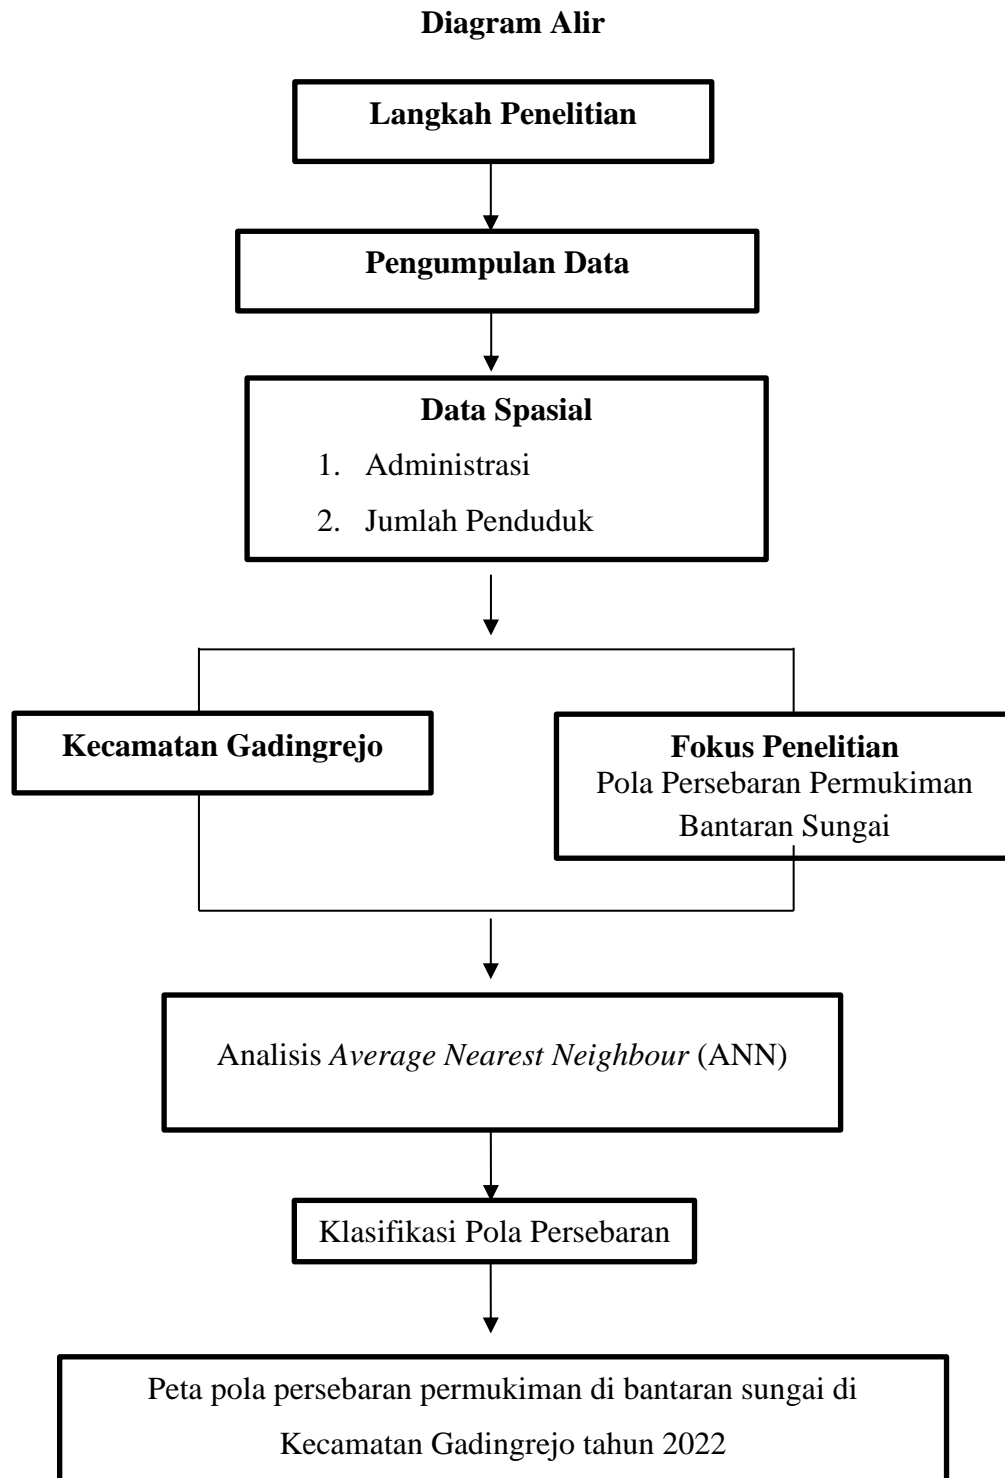 Diagram Alir
Langkah Penelitian
Pengumpulan Data
Data Spasial
1. Administrasi
2. Jumlah Penduduk
Kecamatan Gadingrejo
Fokus Penelitian
Pola Persebaran Permukiman
Bantaran Sungai
Analisis Average Nearest Neighbour (ANN)
Klasifikasi Pola Persebaran
Peta pola persebaran permukiman di bantaran sungai di
Kecamatan Gadingrejo tahun 2022